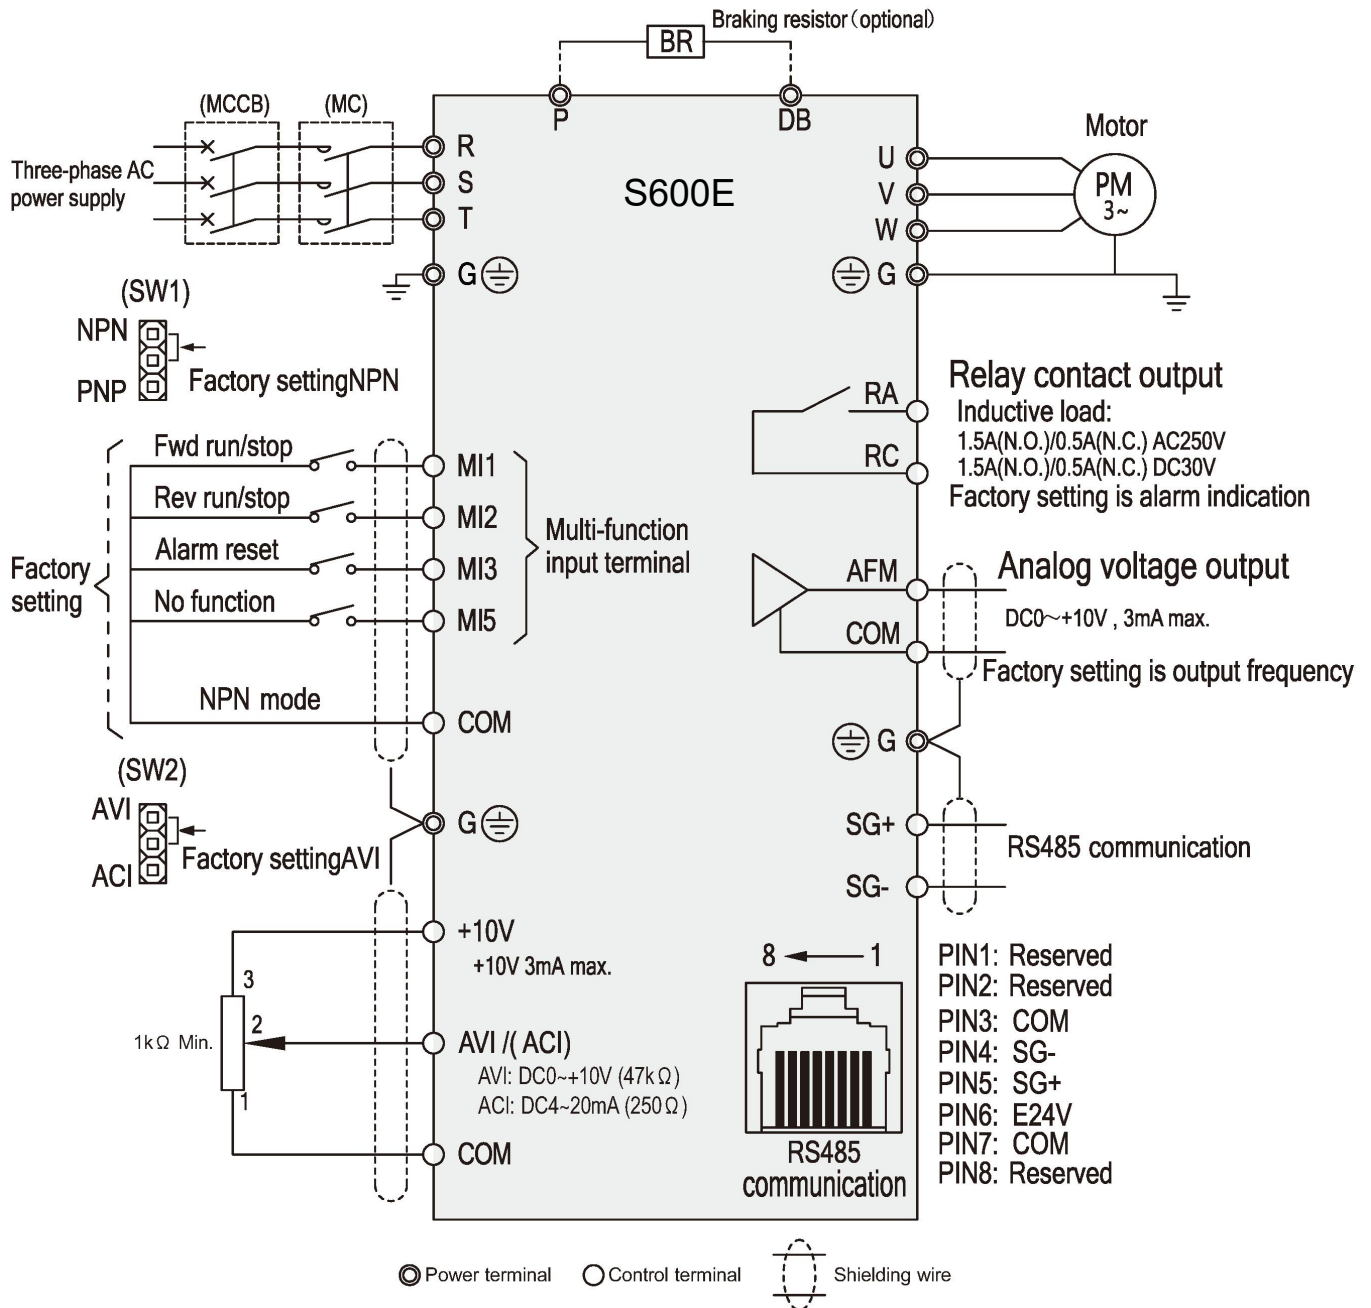 Braking resistor (optional)
BR
(MCCB)
(MC)
P
DB
Motor
Three-phase AC
power supply
R
S
T
S600E
U
V
W
PM
3~
G
G
(SW1)
NPN
PNP
Factory settingNPN
RA
RC
Relay contact output
Inductive load:
1.5A(N.O.)/0.5A(N.C.) AC250V
1.5A(N.O.)/0.5A(N.C.) DC30V
Factory setting is alarm indication
Factory
setting
Fwd run/stop
Rev run/stop
Alarm reset
No function
NPN mode
MI1
MI2
MI3
MI5
COM
Multi-function
input terminal
AFM
COM
Analog voltage output
DC0~+10V , 3mA max.
Factory setting is output frequency
G
(SW2)
AVI
ACI
Factory settingAVI
G
SG+
SG-
RS485 communication
+10V
+10V 3mA max.
3
2
1
1kΩ Min.
AVI /( ACI)
AVI: DC0~+10V (47kΩ)
ACI: DC4~20mA (250Ω)
COM
8
1
RS485
communication
PIN1: Reserved
PIN2: Reserved
PIN3: COM
PIN4: SG-
PIN5: SG+
PIN6: E24V
PIN7: COM
PIN8: Reserved
Power terminal
Control terminal
Shielding wire